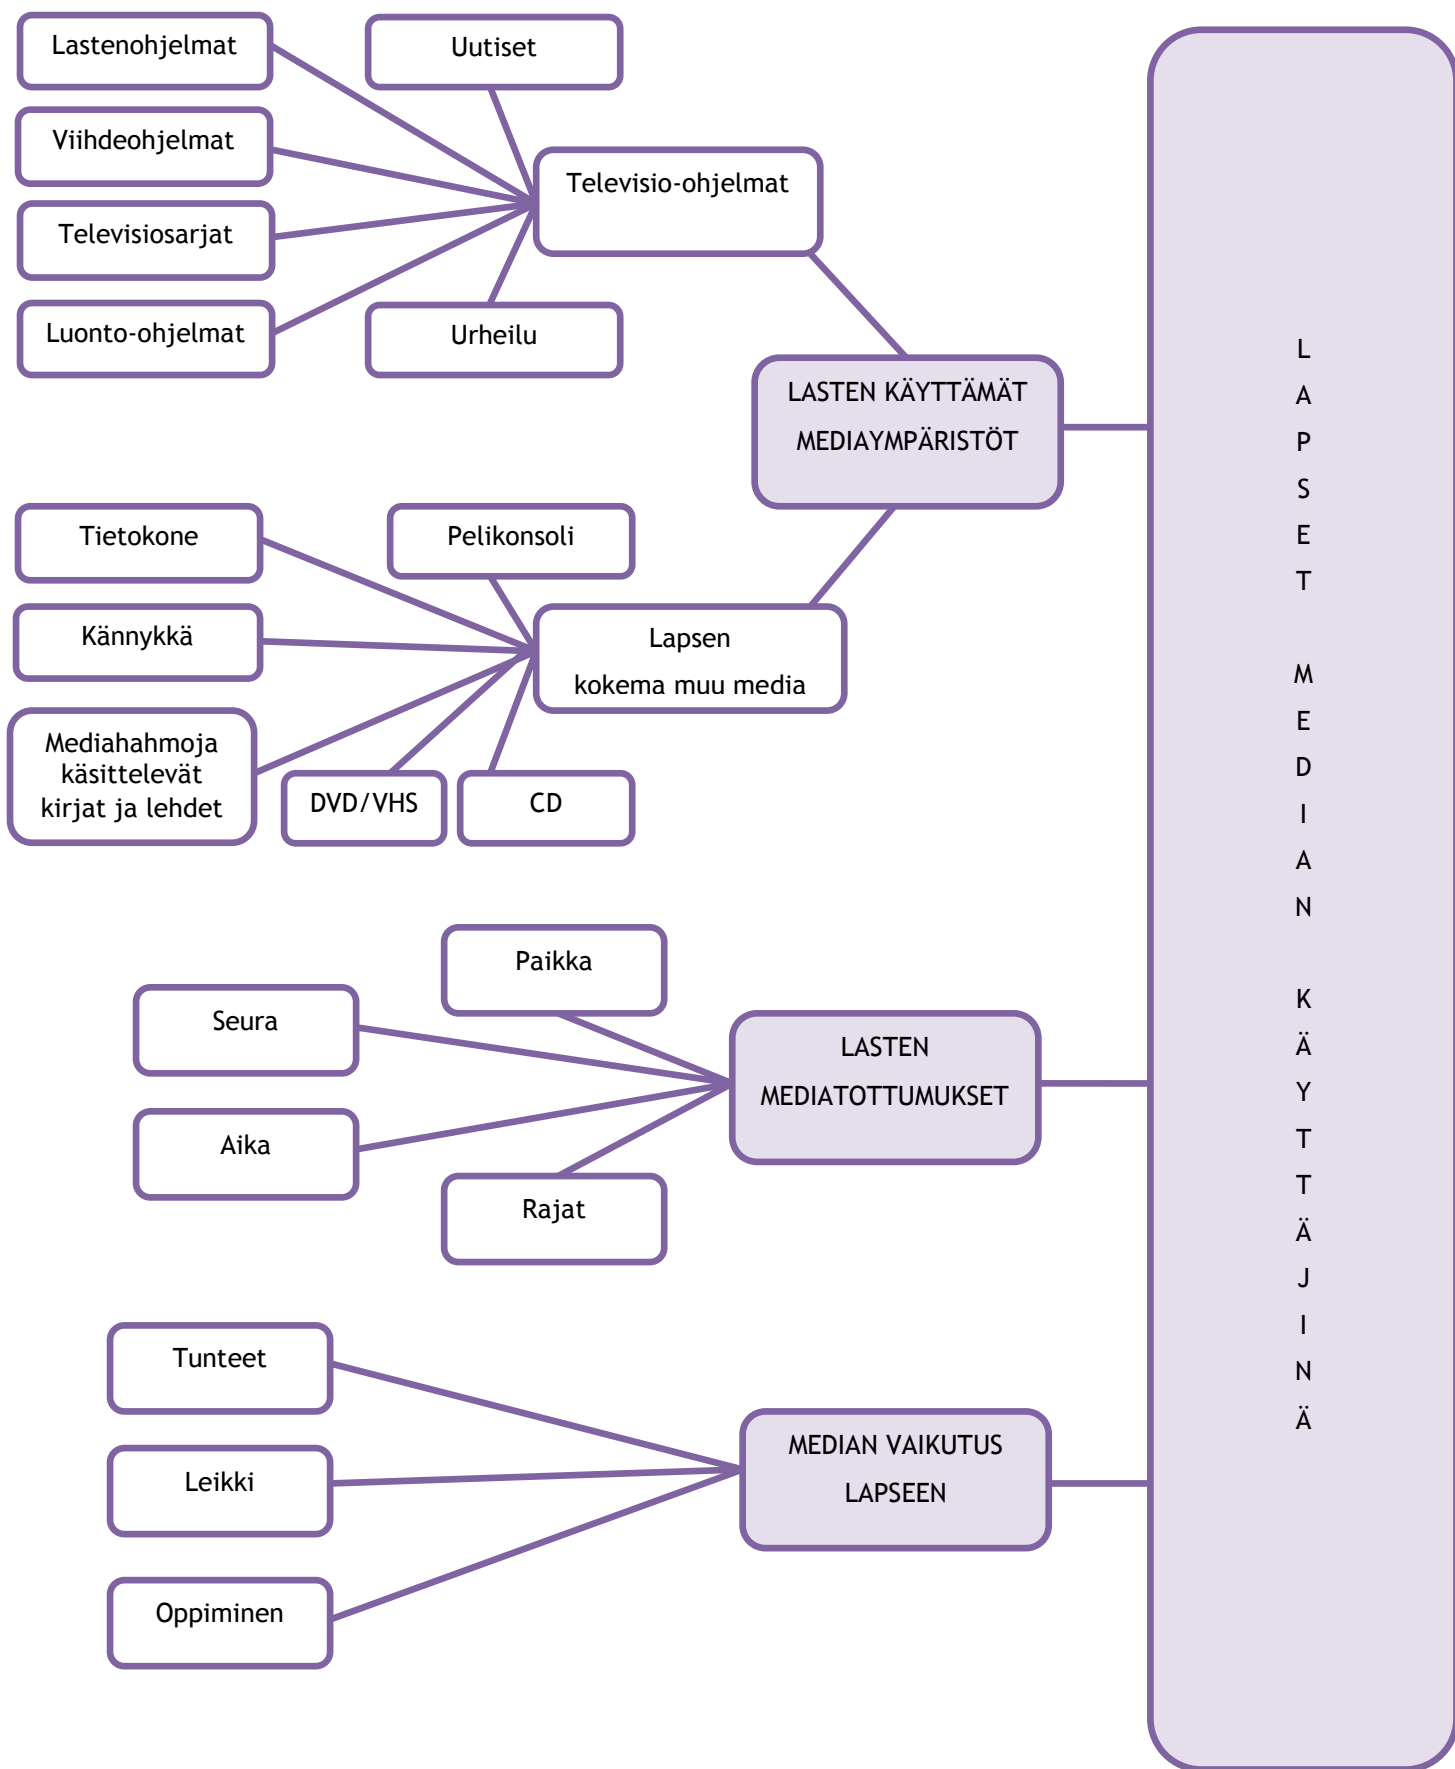 Lastenohjelmat
Uutiset
Viihdeohjelmat
Televisio-ohjelmat
Televisiosarjat
Luonto-ohjelmat
Urheilu
LASTEN KÄYTTÄMÄT
MEDIAYMPÄRISTÖT
Tietokone
Pelikonsoli
Kännykkä
Lapsen
kokema muu media
Mediahahmoja
käsittelevät
kirjat ja lehdet
DVD/VHS
CD
Paikka
Seura
LASTEN
MEDIATOTTUMUKSET
Aika
Rajat
Tunteet
Leikki
MEDIAN VAIKUTUS
LAPSEEN
Oppiminen
L
A
P
S
E
T
M
E
D
I
A
N
K
Ä
Y
T
T
Ä
J
I
N
Ä